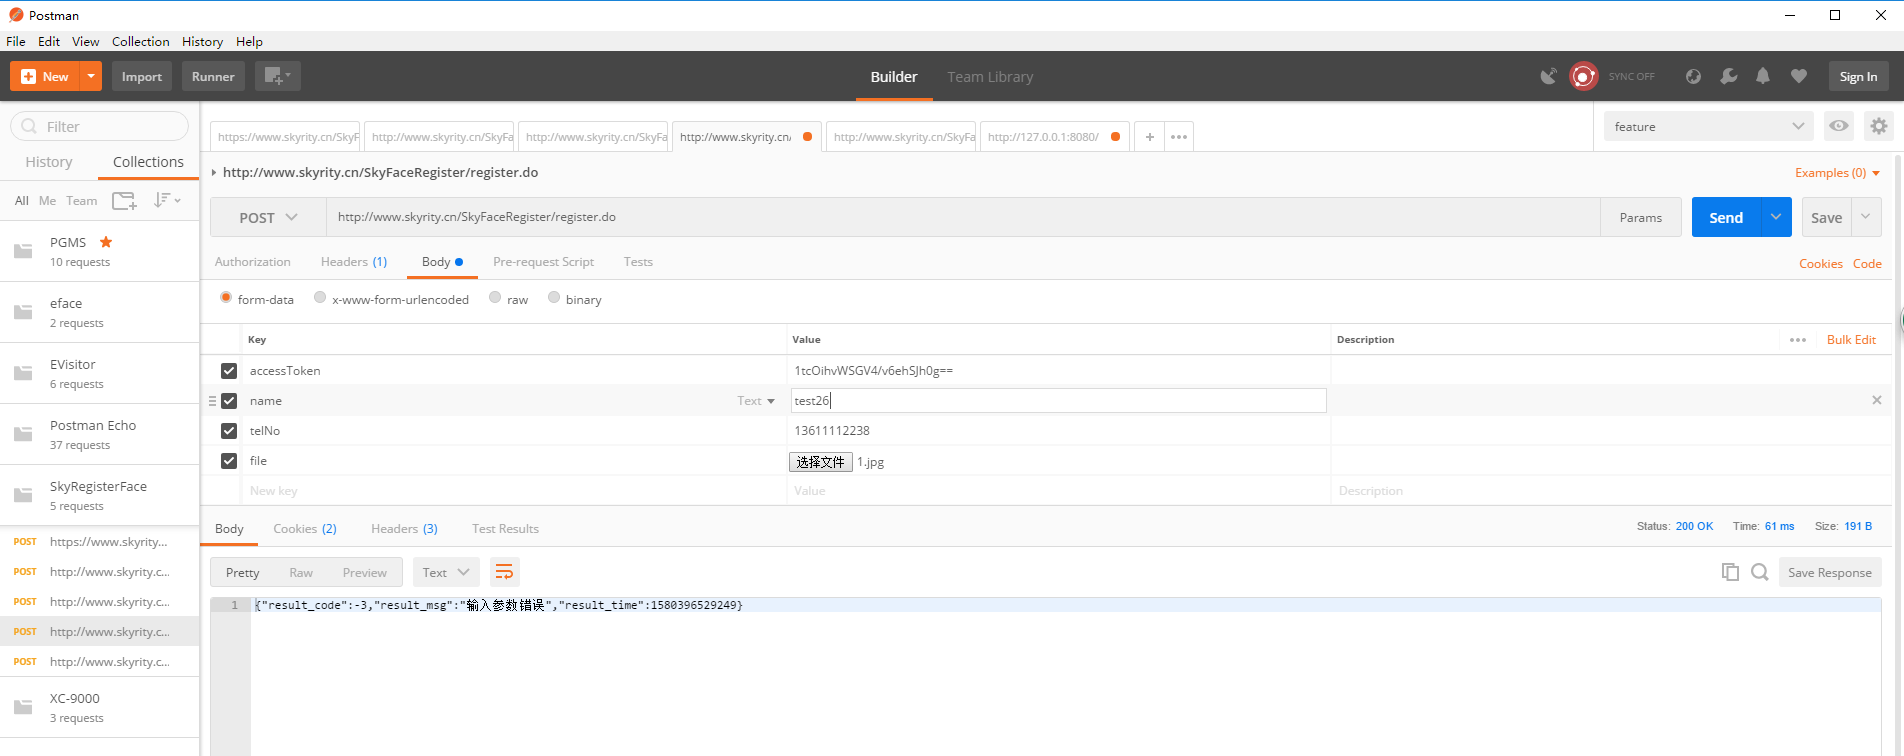 Postman
File Edit View Collection History Help
New Import Runner Builder Team Library SYNC OFF Sign In
Filter
History Collections
All Me Team
PGMS
10 requests
eface
2 requests
EVisitor
6 requests
Postman Echo
37 requests
SkyRegisterFace
5 requests
POST https://www.skyrity...
POST http://www.skyrity.c...
POST http://www.skyrity.c...
POST http://www.skyrity.c...
POST http://www.skyrity.c...
XC-9000
3 requests
https://www.skyrity.cn/SkyF http://www.skyrity.cn/SkyFa http://www.skyrity.cn/SkyFa http://www.skyrity.cn/ http://www.skyrity.cn/SkyFa http://127.0.0.1:8080/ + •••
feature
http://www.skyrity.cn/SkyFaceRegister/register.do
Examples (0)
POST http://www.skyrity.cn/SkyFaceRegister/register.do Params Send Save
Authorization Headers (1) Body Pre-request Script Tests Cookies Code
form-data x-www-form-urlencoded raw binary
Key Value Description ••• Bulk Edit
accessToken 1tcOihvWSGV4/v6ehSJh0g==
name Text test26
telNo 13611112238
file 选择文件 1.jpg
New key Value Description
Body Cookies (2) Headers (3) Test Results Status: 200 OK Time: 61 ms Size: 191 B
Pretty Raw Preview Text Save Response
1 {"result_code":-3,"result_msg":"输入参数错误","result_time":1580396529249}